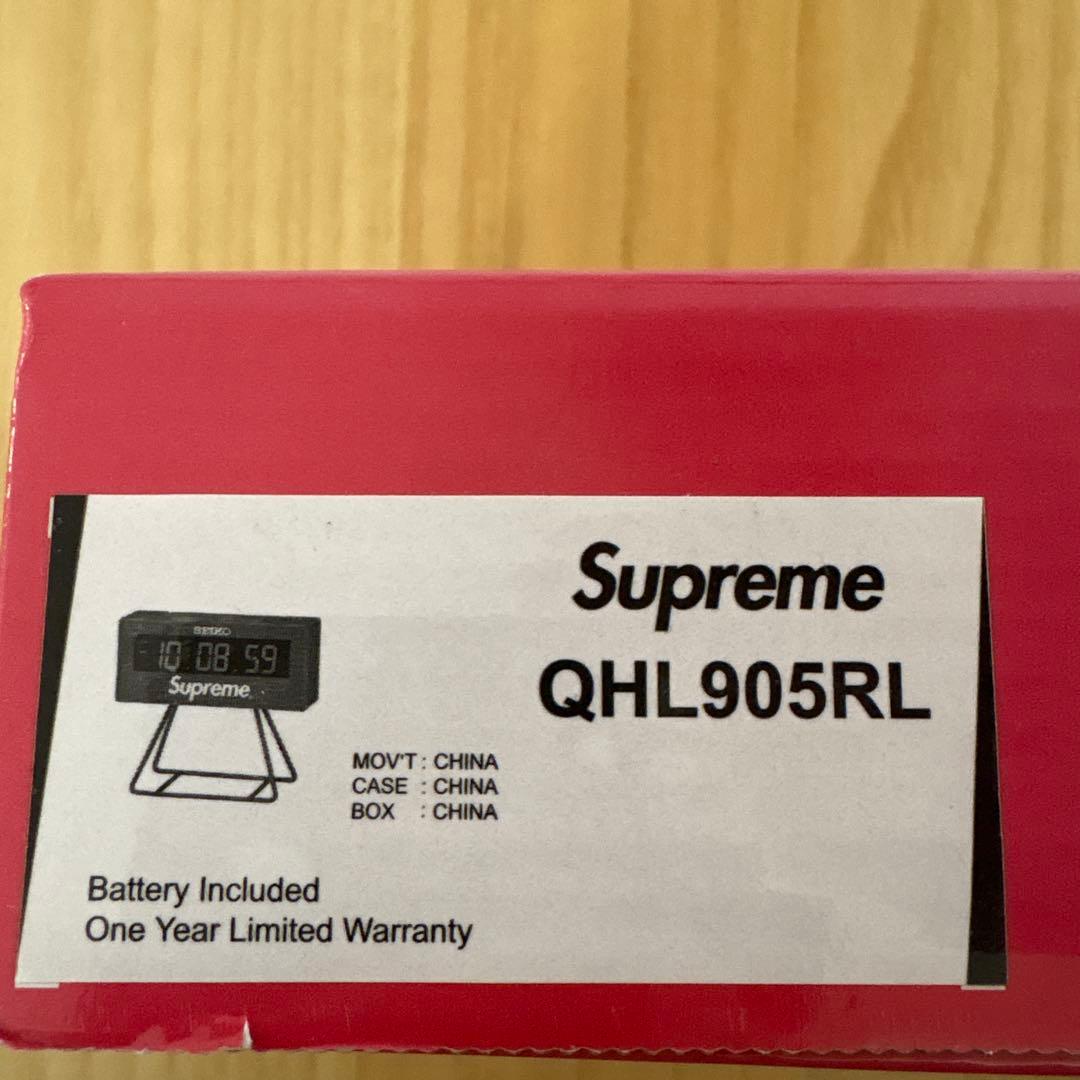 Supreme
QHL905RL
SEIKO
10 08 59
Supreme
MOV'T : CHINA
CASE : CHINA
BOX : CHINA
Battery Included
One Year Limited Warranty